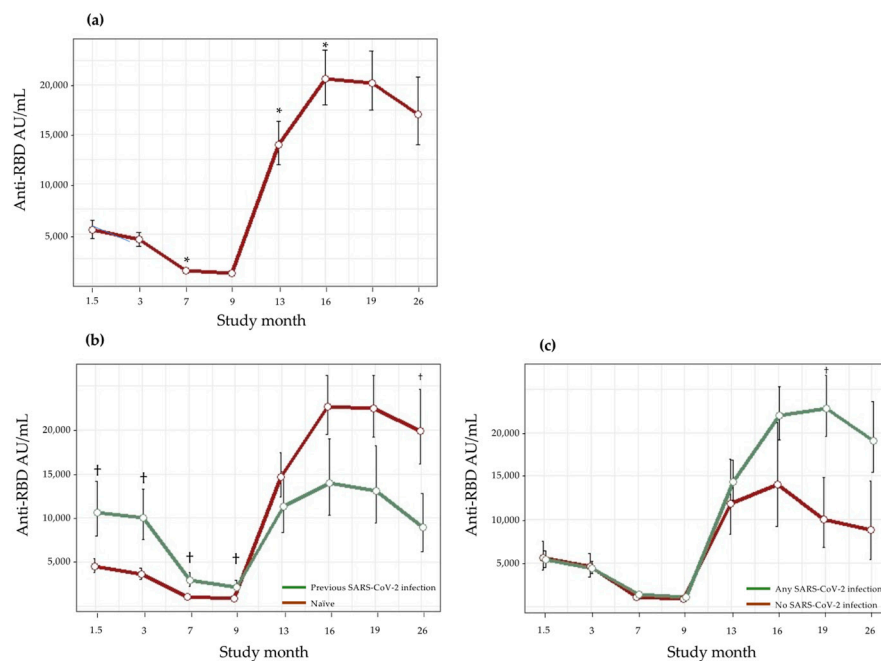 (a)
Anti-RBD AU/mL
20,000
15,000
10,000
5,000
*
*
*
*
1.5 3 7 9 13 16 19 26
Study month
(b)
Anti-RBD AU/mL
20,000
15,000
10,000
5,000
† † † † †
Previous SARS-CoV-2 infection
Naïve
1.5 3 7 9 13 16 19 26
Study month
(c)
Anti-RBD AU/mL
20,000
15,000
10,000
5,000
†
Any SARS-CoV-2 infection
No SARS-CoV-2 infection
1.5 3 7 9 13 16 19 26
Study month